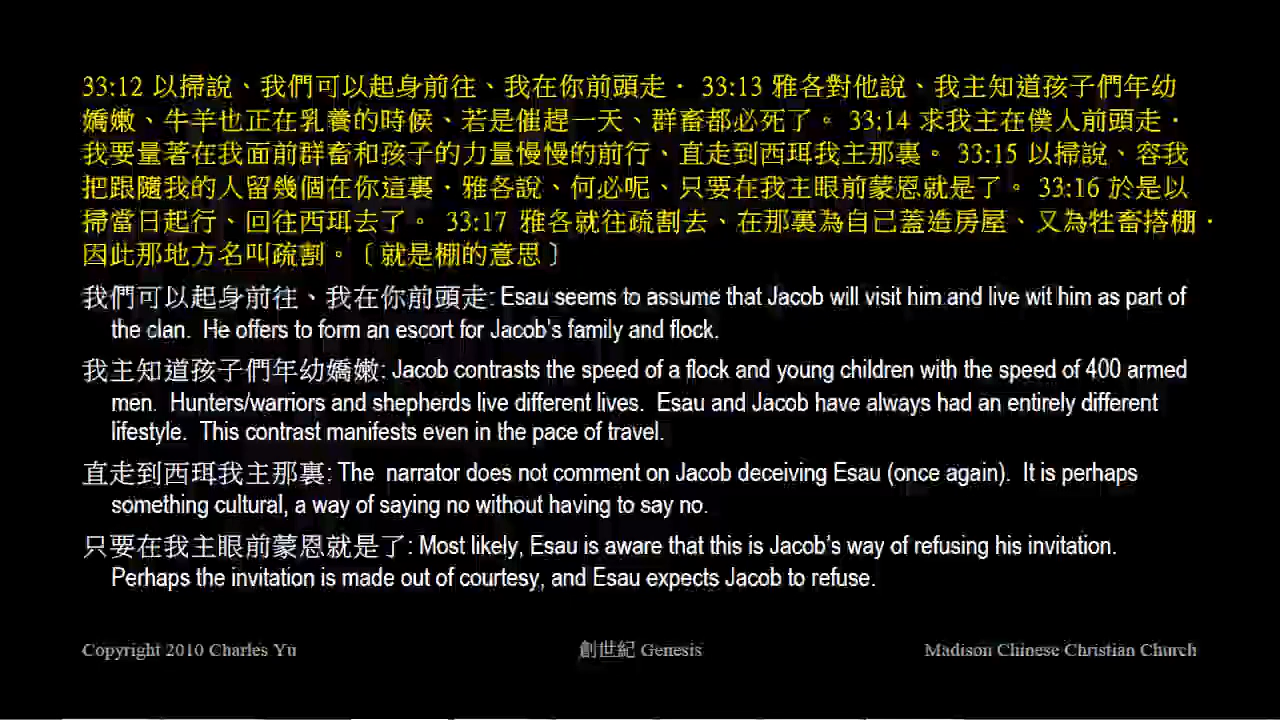 33:12 以掃說、我們可以起身前往、我在你前頭走． 33:13 雅各對他說、我主知道孩子們年幼
嬌嫩、牛羊也正在乳養的時候、若是催趕一天、群畜都必死了。 33:14 求我主在僕人前頭走．
我要量著在我面前群畜和孩子的力量慢慢的前行、直走到西珥我主那裏。 33:15 以掃說、容我
把跟隨我的人留幾個在你這裏．雅各說、何必呢、只要在我主眼前蒙恩就是了。 33:16 於是以
掃當日起行、回往西珥去了。 33:17 雅各就往疏割去、在那裏為自己蓋造房屋、又為牲畜搭棚．
因此那地方名叫疏割。〔就是棚的意思〕
我們可以起身前往、我在你前頭走: Esau seems to assume that Jacob will visit him and live wit him as part of
the clan. He offers to form an escort for Jacob's family and flock.
我主知道孩子們年幼嬌嫩: Jacob contrasts the speed of a flock and young children with the speed of 400 armed
men. Hunters/warriors and shepherds live different lives. Esau and Jacob have always had an entirely different
lifestyle. This contrast manifests even in the pace of travel.
直走到西珥我主那裏: The narrator does not comment on Jacob deceiving Esau (once again). It is perhaps
something cultural, a way of saying no without having to say no.
只要在我主眼前蒙恩就是了: Most likely, Esau is aware that this is Jacob's way of refusing his invitation.
Perhaps the invitation is made out of courtesy, and Esau expects Jacob to refuse.
Copyright 2010 Charles Yu 創世紀 Genesis Madison Chinese Christian Church